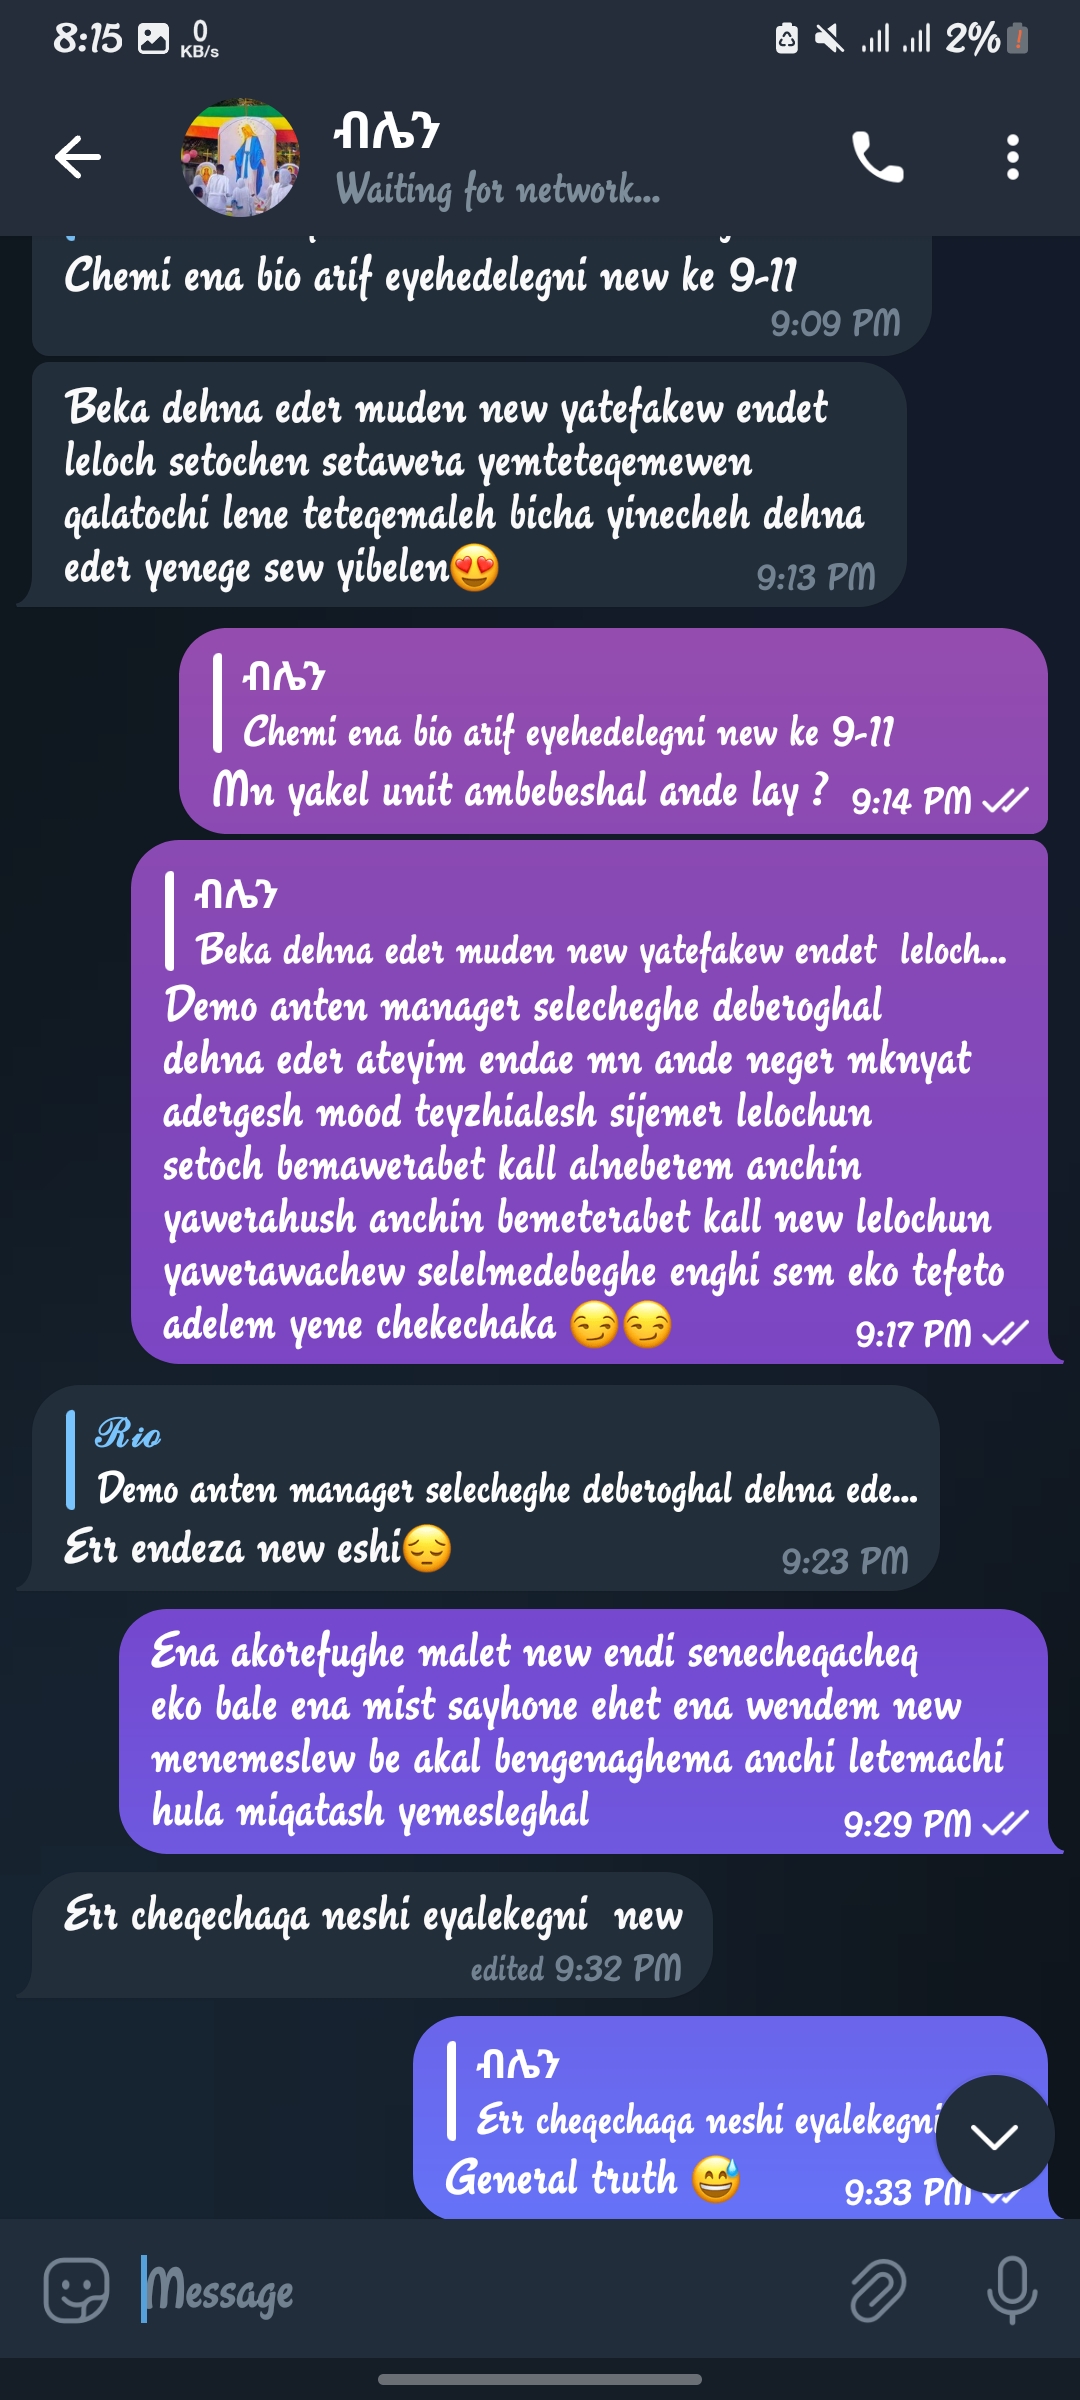 8:15
0
KB/s
2%
ብሌን
Waiting for network...
Chemi ena bio arif eyehedelegni new ke 9-11
9:09 PM
Beka dehna eder muden new yatefakew endet
leloch setochen setawera yemteteqemewen
qalatochi lene teteqemaleh bicha yinecheh dehna
eder yenege sew yibelen😍
9:13 PM
ብሌን
Chemi ena bio arif eyehedelegni new ke 9-11
Mn yakel unit ambebeshal ande lay ?
9:14 PM
ብሌን
Beka dehna eder muden new yatefakew endet leloch...
Demo anten manager selecheghe deberoghal
dehna eder ateyim endae mn ande neger mknyat
adergesh mood teyzhialesh sijemer lelochun
setoch bemawerabet kall alneberem anchin
yawerahush anchin bemeterabet kall new lelochun
yawerawachew selelmedebeghe enghi sem eko tefeto
adelem yene chekechaka 😏😏
9:17 PM
Rio
Demo anten manager selecheghe deberoghal dehna ede...
Err endeza new eshi😔
9:23 PM
Ena akorefughe malet new endi senecheqacheq
eko bale ena mist sayhone ehet ena wendem new
menemeslew be akal bengenaghema anchi letemachi
hula miqatash yemesleghal
9:29 PM
Err cheqechaqa neshi eyalekegni new
edited 9:32 PM
ብሌን
Err cheqechaqa neshi eyalekegni
General truth 😅
9:33 PM
Message